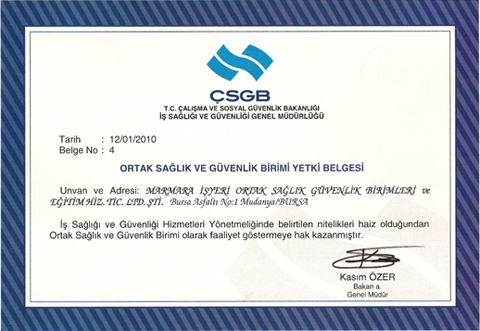 ÇSGB
T.C. ÇALIŞMA VE SOSYAL GÜVENLİK BAKANLIĞI
İŞ SAĞLIĞI VE GÜVENLİĞİ GENEL MÜDÜRLÜĞÜ
Tarih : 12/01/2010
Belge No : 4
ORTAK SAĞLIK VE GÜVENLİK BİRİMİ YETKİ BELGESİ
Unvan ve Adresi: MARMARA İŞYERİ ORTAK SAĞLIK GÜVENLİK BİRİMLERİ ve
EĞİTİM HİZ. TİC. LTD. ŞTİ. Bursa Asfaltı No:1 Mudanya/BURSA
İş Sağlığı ve Güvenliği Hizmetleri Yönetmeliğinde belirtilen nitelikleri haiz olduğundan
Ortak Sağlık ve Güvenlik Birimi olarak faaliyet göstermeye hak kazanmıştır.
Kasım ÖZER
Bakan a.
Genel Müdür